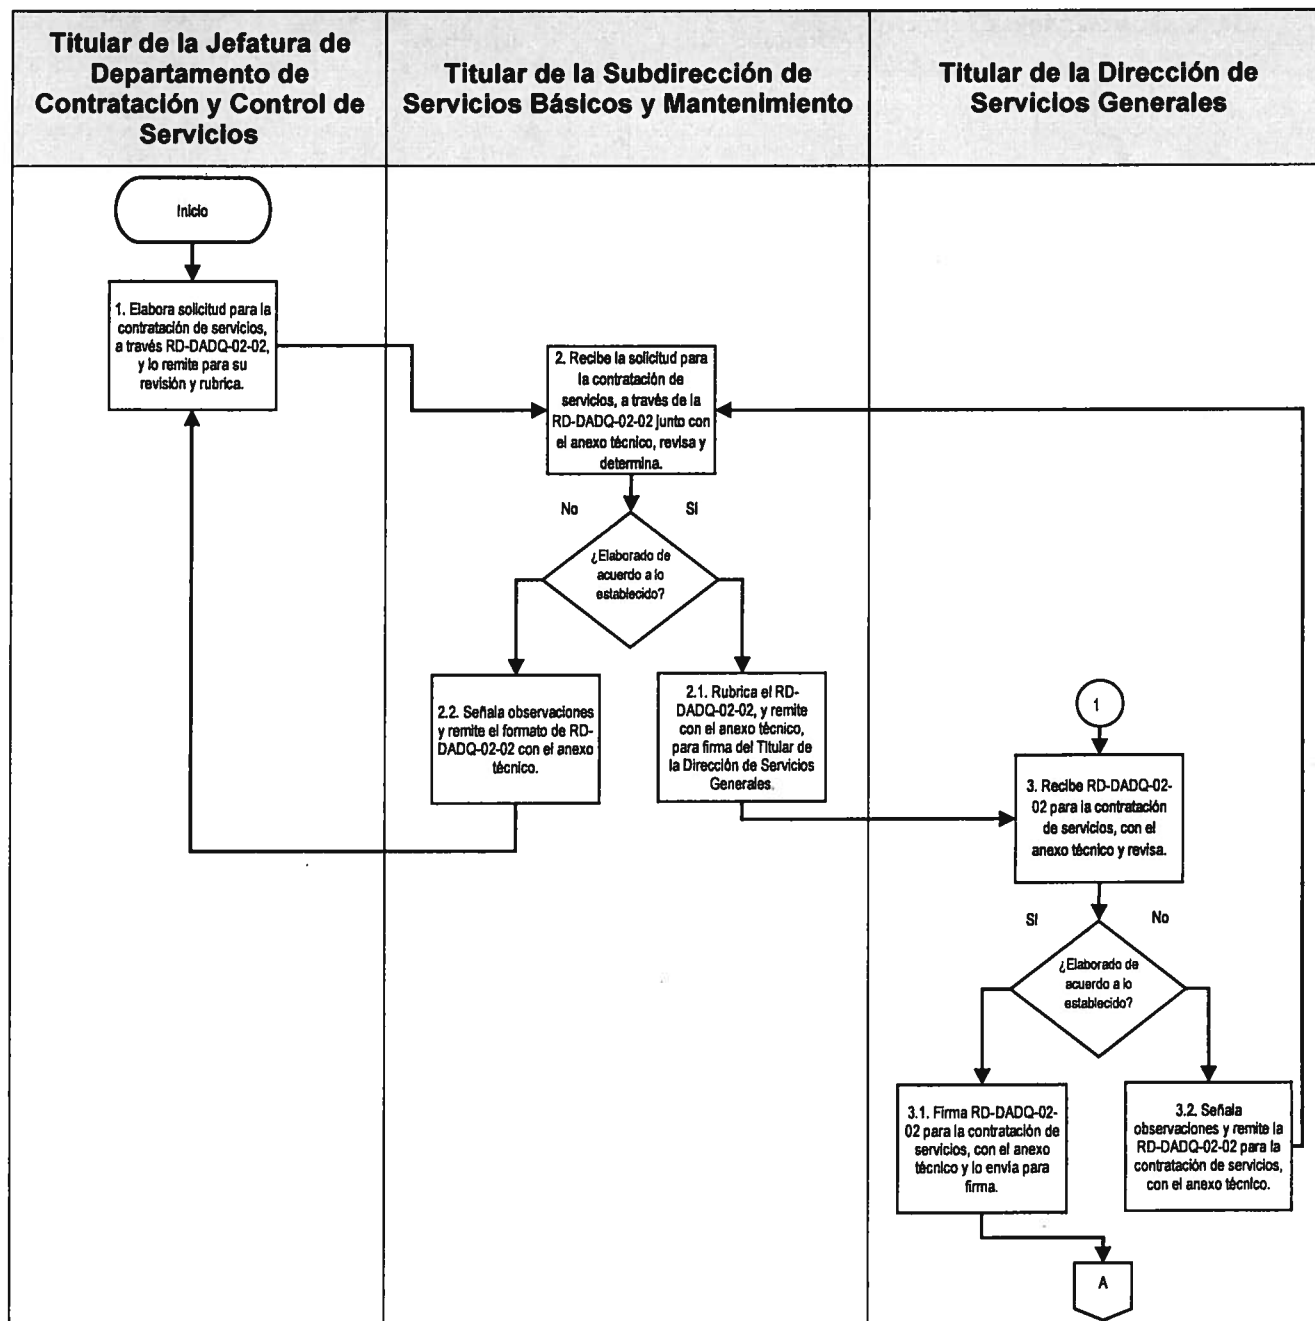 Titular de la Jefatura de
Departamento de
Contratación y Control de
Servicios
Titular de la Subdirección de
Servicios Básicos y Mantenimiento
Titular de la Dirección de
Servicios Generales
Inicio
1. Elabora solicitud para la
contratación de servicios,
a través RD-DADQ-02-02,
y lo remite para su
revisión y rubrica.
2. Recibe la solicitud para
la contratación de
servicios, a través de la
RD-DADQ-02-02 junto con
el anexo técnico, revisa y
determina.
No
SI
¿Elaborado de
acuerdo a lo
establecido?
2.2. Señala observaciones
y remite el formato de RD-
DADQ-02-02 con el anexo
técnico.
2.1. Rubrica el RD-
DADQ-02-02, y remite
con el anexo técnico,
para firma del Titular de
la Dirección de Servicios
Generales.
1
3. Recibe RD-DADQ-02-
02 para la contratación
de servicios, con el
anexo técnico y revisa.
SI
No
¿Elaborado de
acuerdo a lo
establecido?
3.1. Firma RD-DADQ-02-
02 para la contratación de
servicios, con el anexo
técnico y lo envía para
firma.
3.2. Señala
observaciones y remite la
RD-DADQ-02-02 para la
contratación de servicios,
con el anexo técnico.
A